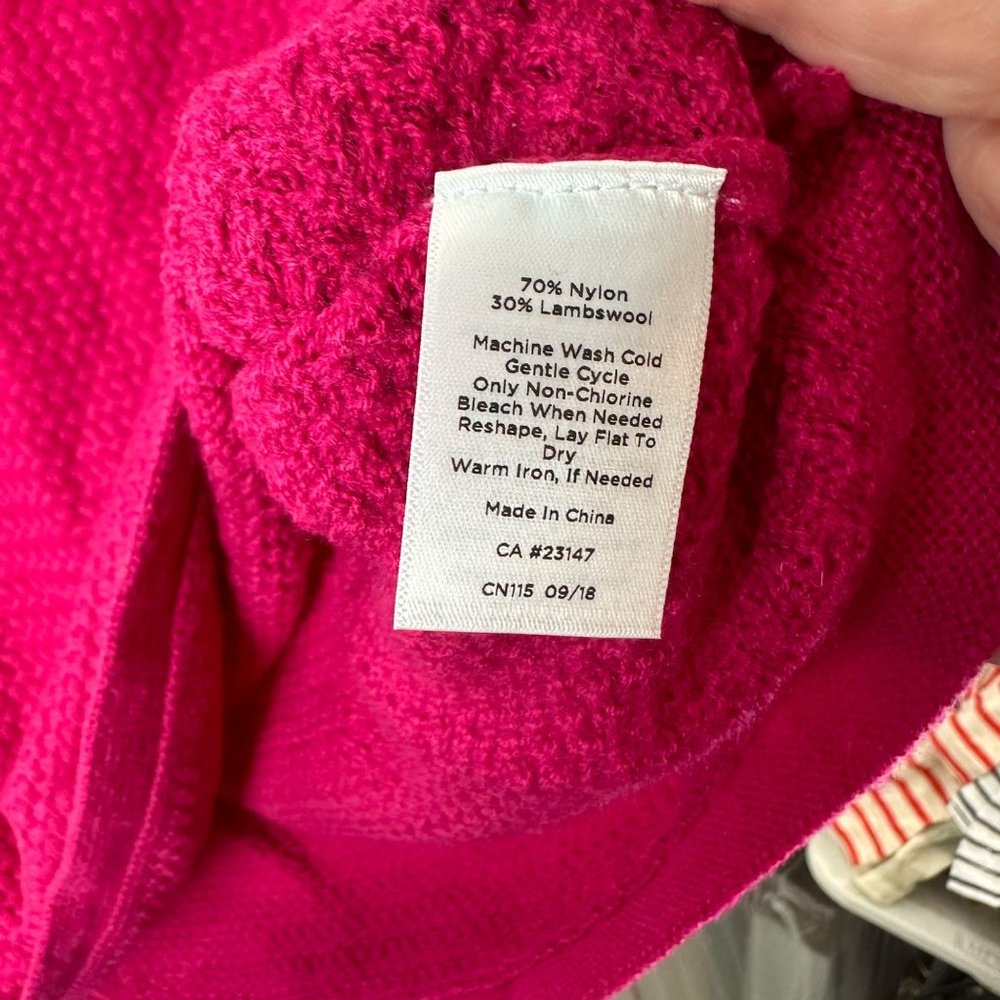 70% Nylon
30% Lambswool
Machine Wash Cold
Gentle Cycle
Only Non-Chlorine
Bleach When Needed
Reshape, Lay Flat To
Dry
Warm Iron, If Needed
Made In China
CA #23147
CN115 09/18